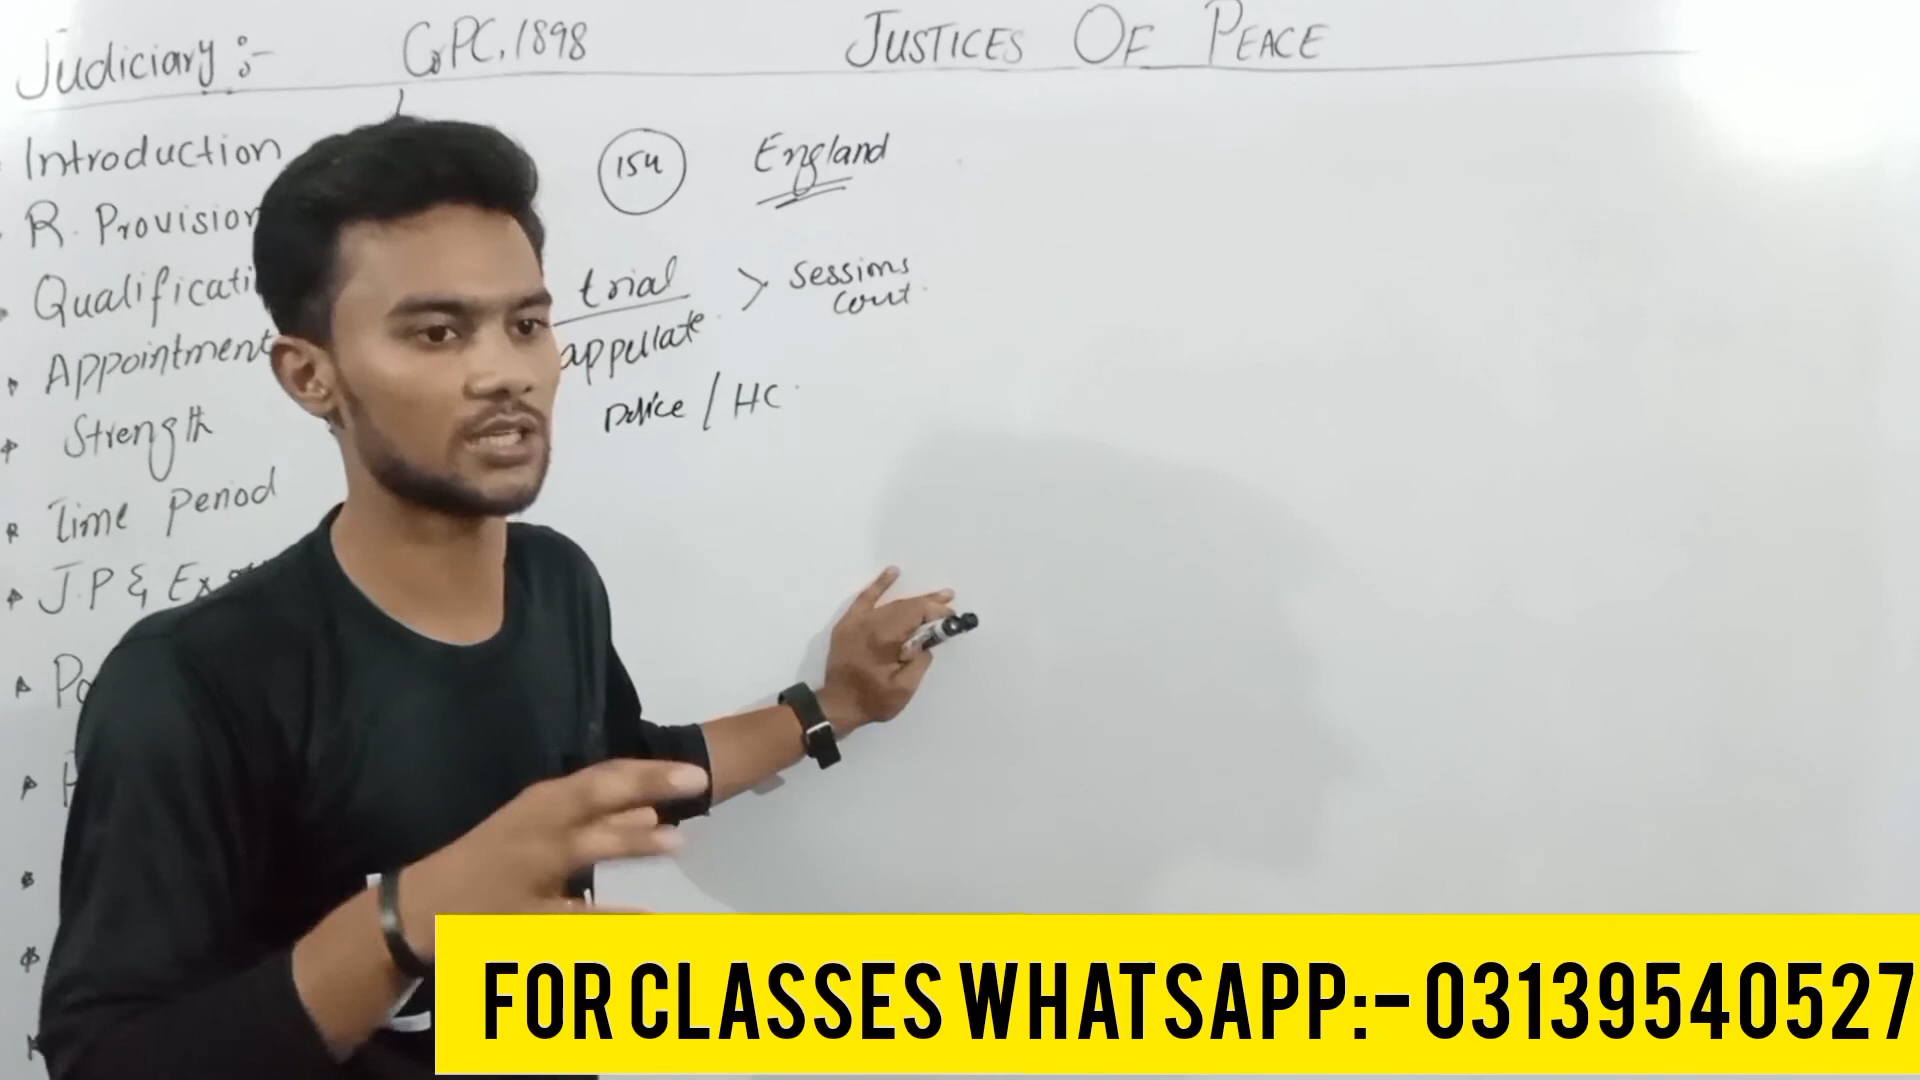 Judiciary :- CrPC, 1898 JUSTICES OF PEACE
Introduction
R. Provision
Qualificati
Appointment
Strength
Time Period
J.P & Ex
Po
154 England
trial > Sessions
Court.
appellate
Police / HC
FOR CLASSES WHATSAPP:- 03139540527